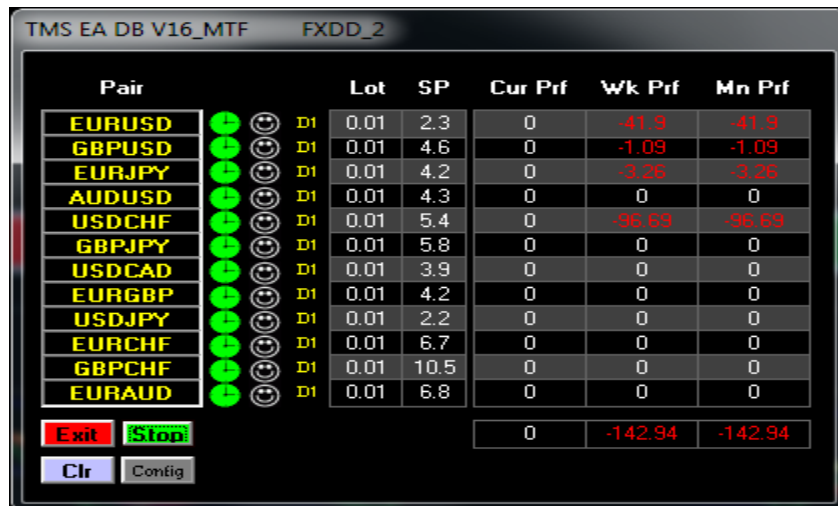 TMS EA DB V16_MTF FXDD_2
Pair Lot SP Cur Prf Wk Prf Mn Prf
EURUSD D1 0.01 2.3 0 -41.9 -41.9
GBPUSD D1 0.01 4.6 0 -1.09 -1.09
EURJPY D1 0.01 4.2 0 -3.26 -3.26
AUDUSD D1 0.01 4.3 0 0 0
USDCHF D1 0.01 5.4 0 -96.69 -96.69
GBPJPY D1 0.01 5.8 0 0 0
USDCAD D1 0.01 3.9 0 0 0
EURGBP D1 0.01 4.2 0 0 0
USDJPY D1 0.01 2.2 0 0 0
EURCHF D1 0.01 6.7 0 0 0
GBPCHF D1 0.01 10.5 0 0 0
EURAUD D1 0.01 6.8 0 0 0
Exit Stop 0 -142.94 -142.94
Clr Config